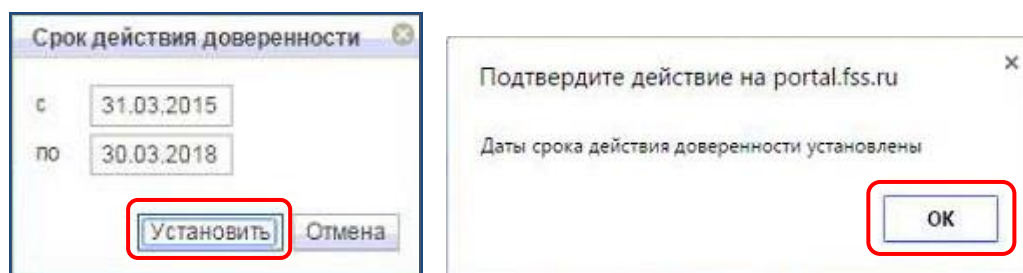 Срок действия доверенности
с 31.03.2015
по 30.03.2018
Установить Отмена
Подтвердите действие на portal.fss.ru
Даты срока действия доверенности установлены
ОК